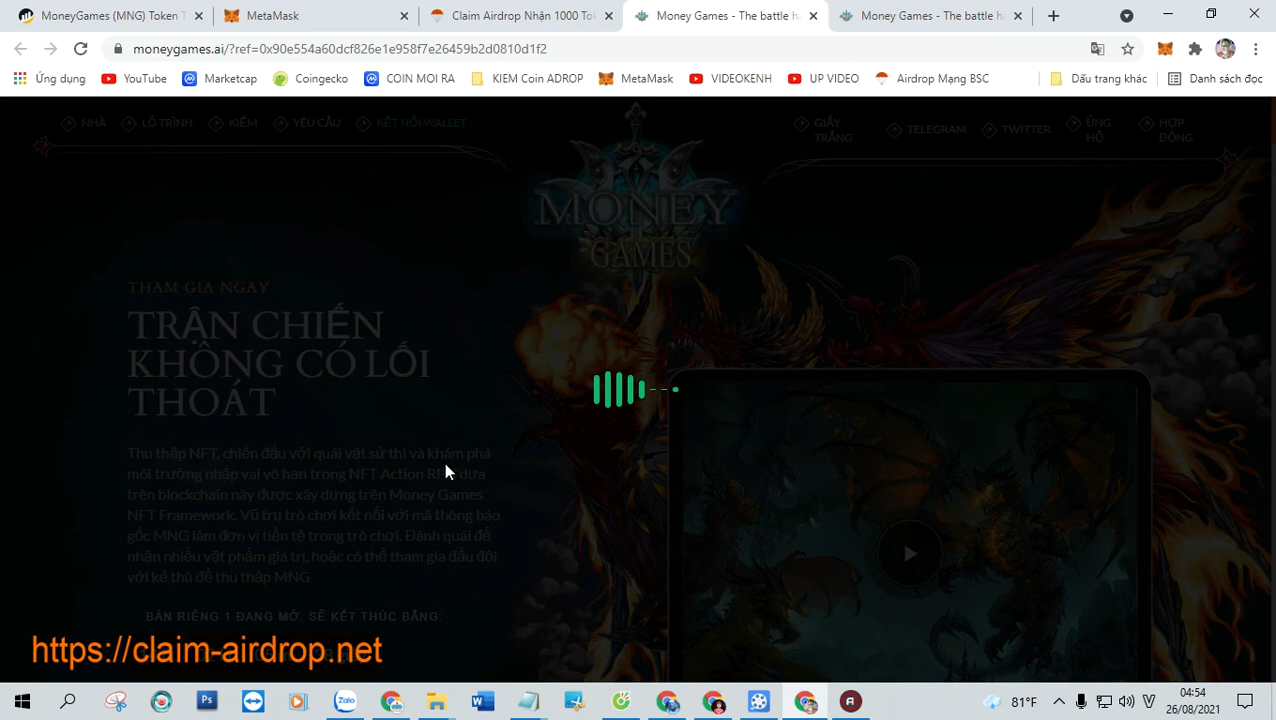 MoneyGames (MNG) Token T
MetaMask
Claim Airdrop Nhận 1000 To
Money Games - The battle h
Money Games - The battle h
moneygames.ai/?ref=0x90e554a60dcf826e1e958f7e26459b2d0810d1f2
Ứng dụng
YouTube
Marketcap
Coingecko
COIN MOI RA
KIEM Coin ADROP
MetaMask
VIDEOKENH
UP VIDEO
Airdrop Mạng BSC
Dấu trang khác
Danh sách đọc
NHÀ
LỘ TRÌNH
KIẾM
YÊU CẦU
KẾT NỐI WALLET
GIẤY TRẮNG
TELEGRAM
TWITTER
ỦNG HỘ
HỢP ĐỒNG
MONEY
GAMES
THAM GIA NGAY
TRẬN CHIẾN
KHÔNG CÓ LỐI
THOÁT
Thu thập NFT, chiến đấu với quái vật sử thi và khám phá
môi trường nhập vai vô hạn trong NFT Action RPG dựa
trên blockchain này được xây dựng trên Money Games
NFT Framework. Vũ trụ trò chơi kết nối với mã thông báo
gốc MNG làm đơn vị tiền tệ trong trò chơi. Đánh quái để
nhận nhiều vật phẩm giá trị, hoặc có thể tham gia đấu đội
với kẻ thù để thu thập MNG
BÁN RIÊNG 1 ĐANG MỞ. SẼ KẾT THÚC BẰNG:
https://claim-airdrop.net
Zalo
81°F
04:54
26/08/2021